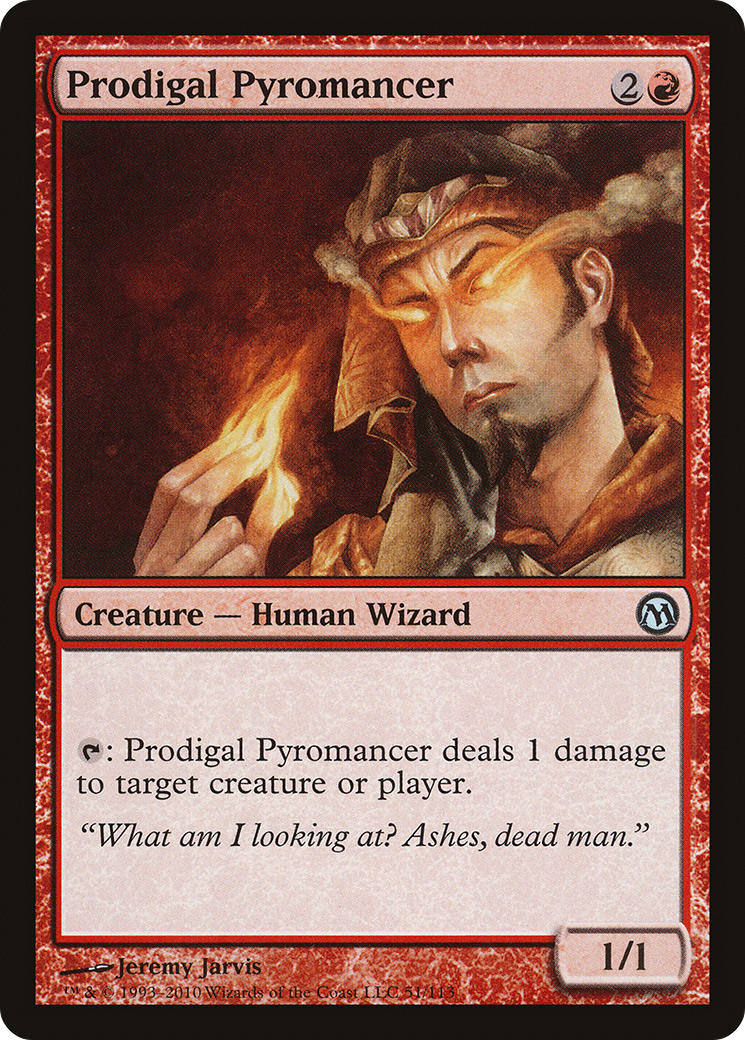 Prodigal Pyromancer 2
Creature — Human Wizard M
: Prodigal Pyromancer deals 1 damage
to target creature or player.
“What am I looking at? Ashes, dead man.”
1/1
Jeremy Jarvis
™ & © 1993–2010 Wizards of the Coast LLC 51/113